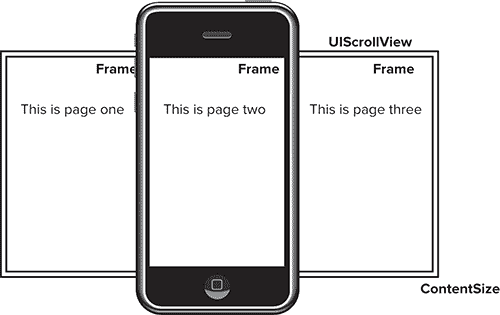 UIScrollView
Frame
Frame
Frame
This is page one
This is page two
This is page three
ContentSize